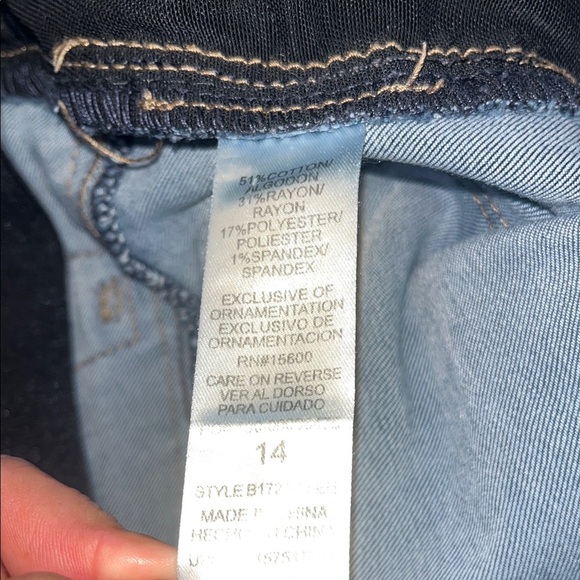 51%COTTON/
ALGODON
31%RAYON/
RAYON
17%POLYESTER/
POLIESTER
1%SPANDEX/
SPANDEX
EXCLUSIVE OF
ORNAMENTATION
EXCLUSIVO DE
ORNAMENTACION
RN#15600
CARE ON REVERSE
VER AL DORSO
PARA CUIDADO
14
STYLE
MADE
HECHO